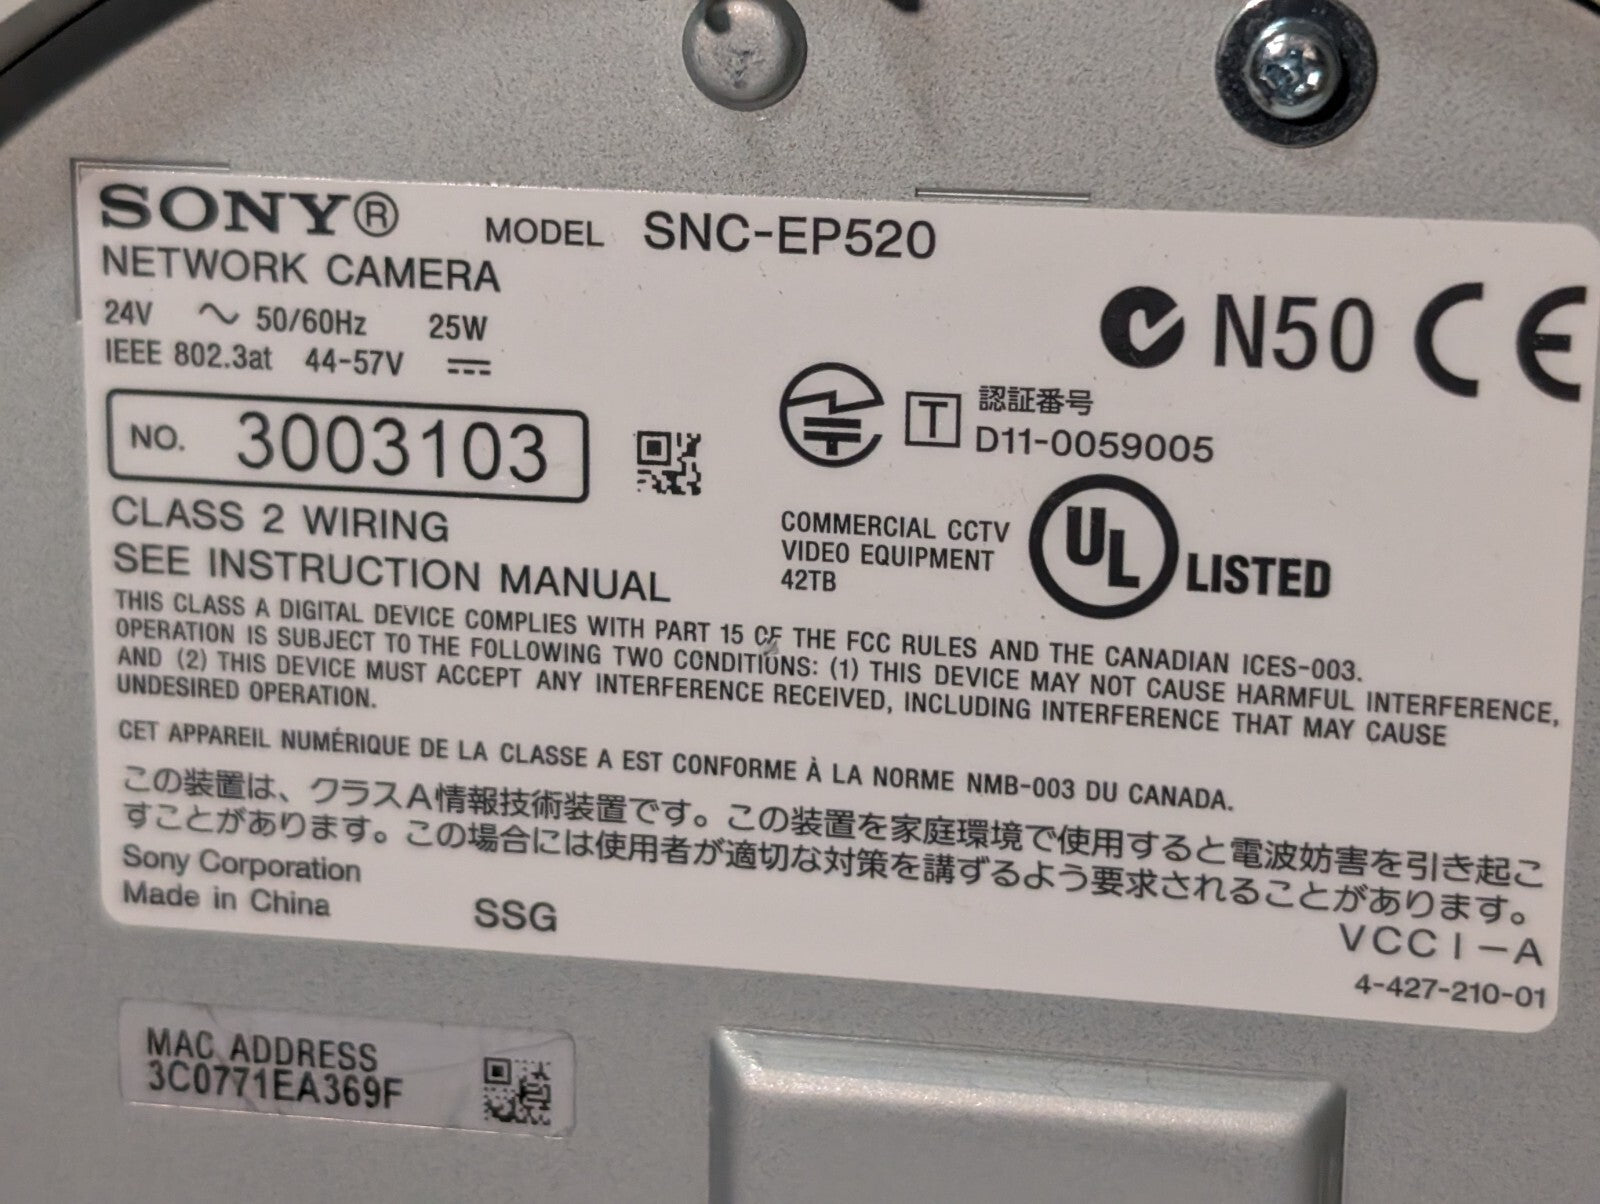 SONY® MODEL SNC-EP520
NETWORK CAMERA
24V ～ 50/60Hz 25W
IEEE 802.3at 44-57V ⎓
NO. 3003103
CLASS 2 WIRING
SEE INSTRUCTION MANUAL
N50 CE
T 認証番号
D11-0059005
COMMERCIAL CCTV
VIDEO EQUIPMENT
42TB
UL LISTED
THIS CLASS A DIGITAL DEVICE COMPLIES WITH PART 15 OF THE FCC RULES AND THE CANADIAN ICES-003.
OPERATION IS SUBJECT TO THE FOLLOWING TWO CONDITIONS: (1) THIS DEVICE MAY NOT CAUSE HARMFUL INTERFERENCE,
AND (2) THIS DEVICE MUST ACCEPT ANY INTERFERENCE RECEIVED, INCLUDING INTERFERENCE THAT MAY CAUSE
UNDESIRED OPERATION.
CET APPAREIL NUMÉRIQUE DE LA CLASSE A EST CONFORME À LA NORME NMB-003 DU CANADA.
この装置は、クラスA情報技術装置です。この装置を家庭環境で使用すると電波妨害を引き起こ
すことがあります。この場合には使用者が適切な対策を講ずるよう要求されることがあります。
VCCI-A
Sony Corporation
Made in China
SSG
4-427-210-01
MAC ADDRESS
3C0771EA369F